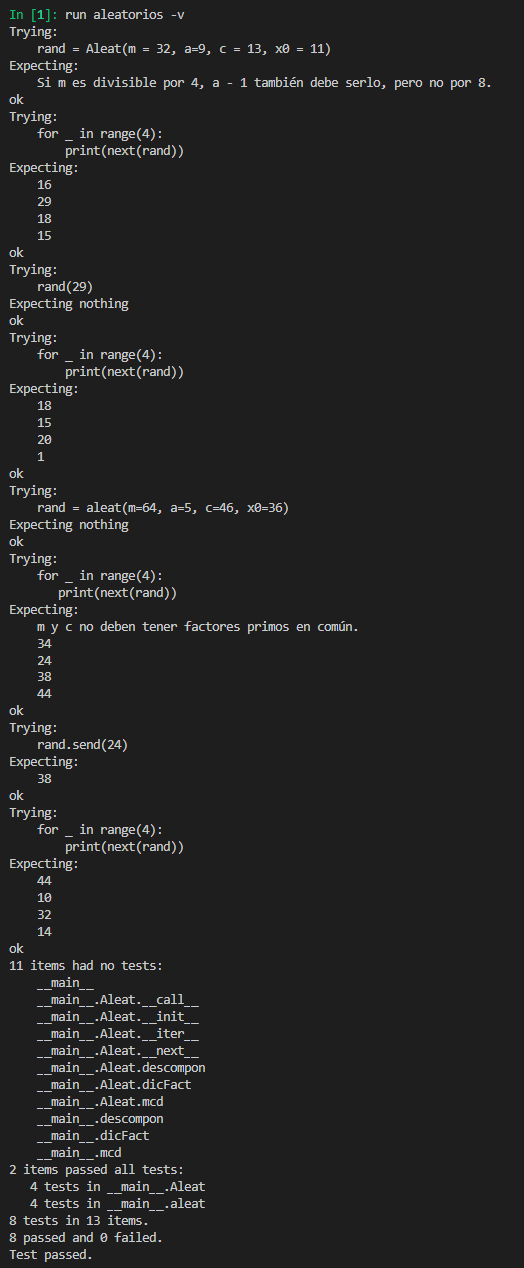 In [1]: run aleatorios -v
Trying:
    rand = Aleat(m = 32, a=9, c = 13, x0 = 11)
Expecting:
    Si m es divisible por 4, a - 1 también debe serlo, pero no por 8.
ok
Trying:
    for _ in range(4):
        print(next(rand))
Expecting:
    16
    29
    18
    15
ok
Trying:
    rand(29)
Expecting nothing
ok
Trying:
    for _ in range(4):
        print(next(rand))
Expecting:
    18
    15
    20
    1
ok
Trying:
    rand = aleat(m=64, a=5, c=46, x0=36)
Expecting nothing
ok
Trying:
    for _ in range(4):
       print(next(rand))
Expecting:
    m y c no deben tener factores primos en común.
    34
    24
    38
    44
ok
Trying:
    rand.send(24)
Expecting:
    38
ok
Trying:
    for _ in range(4):
        print(next(rand))
Expecting:
    44
    10
    32
    14
ok
11 items had no tests:
    __main__
    __main__.Aleat.__call__
    __main__.Aleat.__init__
    __main__.Aleat.__iter__
    __main__.Aleat.__next__
    __main__.Aleat.descompon
    __main__.Aleat.dicFact
    __main__.Aleat.mcd
    __main__.descompon
    __main__.dicFact
    __main__.mcd
2 items passed all tests:
   4 tests in __main__.Aleat
   4 tests in __main__.aleat
8 tests in 13 items.
8 passed and 0 failed.
Test passed.